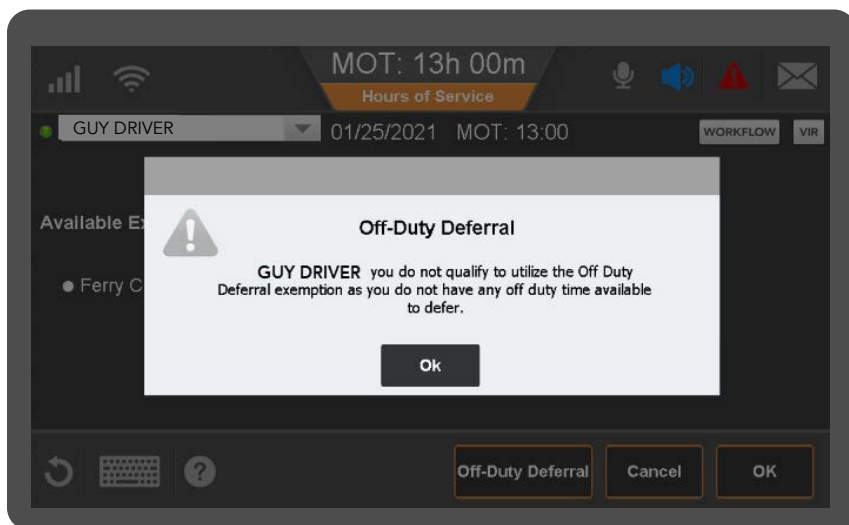 MOT: 13h 00m
Hours of Service
GUY DRIVER
01/25/2021 MOT: 13:00
WORKFLOW
VIR
Off-Duty Deferral
Available E
GUY DRIVER you do not qualify to utilize the Off Duty
Deferral exemption as you do not have any off duty time available
to defer.
Ferry C
Ok
?
Off-Duty Deferral
Cancel
OK